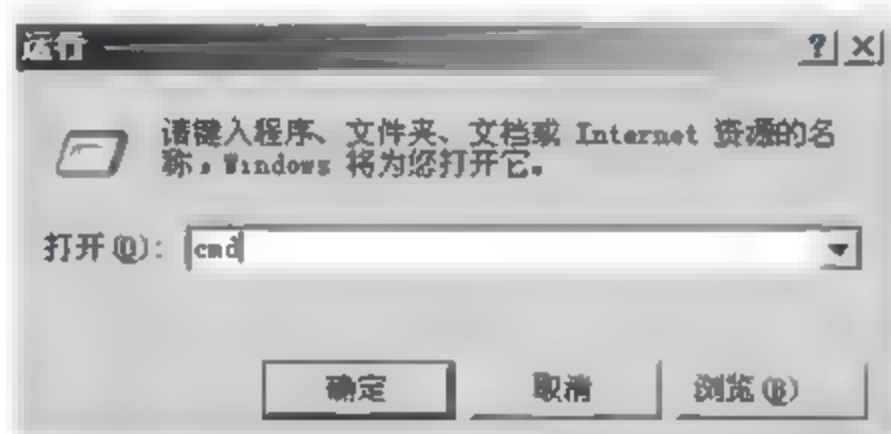 运行
请键入程序、文件夹、文档或 Internet 资源的名
称，Windows 将为您打开它。
打开(O): cmd
确定 取消 浏览(B)